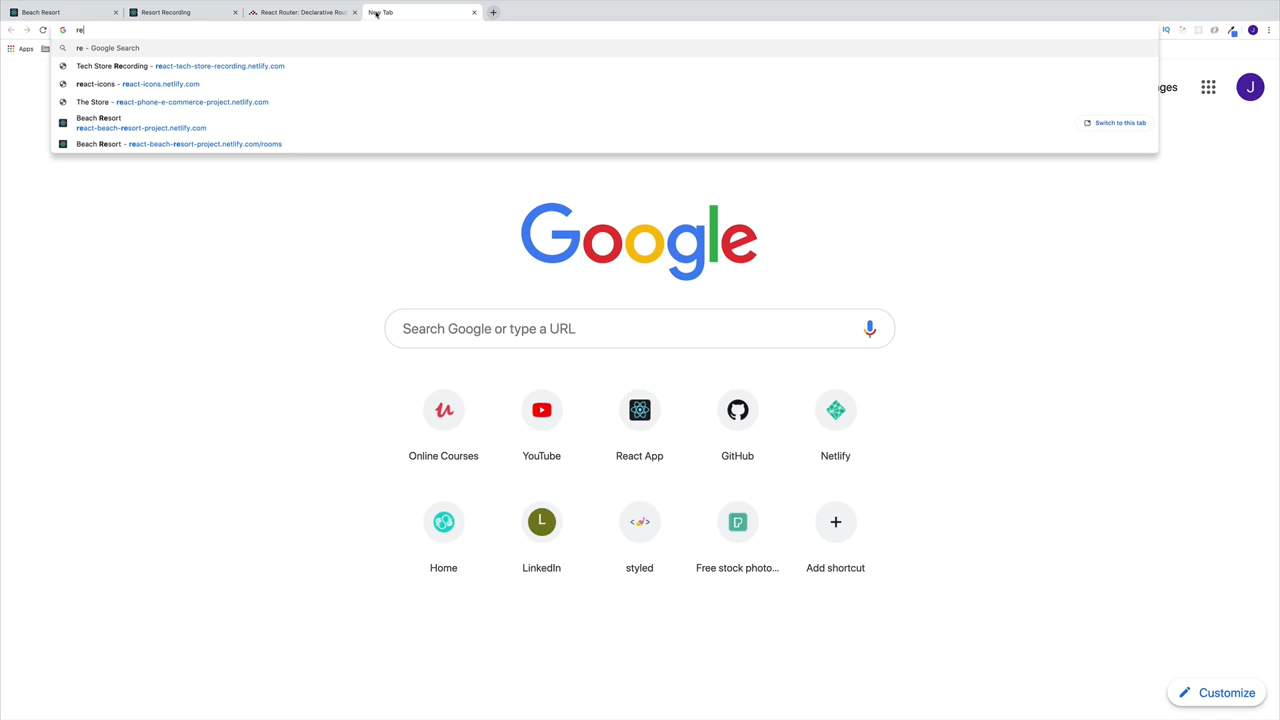 Beach Resort
Resort Recording
React Router: Declarative Rou
New Tab
re
IQ
J
Apps
re - Google Search
Tech Store Recording - react-tech-store-recording.netlify.com
react-icons - react-icons.netlify.com
The Store - react-phone-e-commerce-project.netlify.com
Beach Resort
react-beach-resort-project.netlify.com
Switch to this tab
Beach Resort - react-beach-resort-project.netlify.com/rooms
ges
J
Google
Search Google or type a URL
Online Courses
YouTube
React App
GitHub
Netlify
L
Home
LinkedIn
styled
Free stock photo...
Add shortcut
Customize